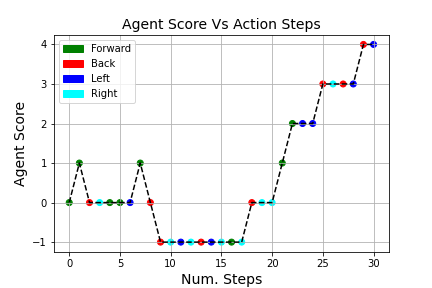 Agent Score Vs Action Steps
4
3
2
1
0
−1
Agent Score
Forward
Back
Left
Right
0 5 10 15 20 25 30
Num. Steps